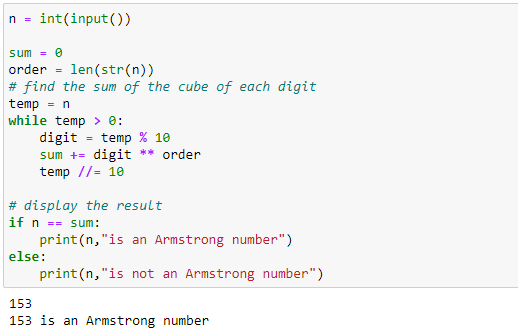 n = int(input())
sum = 0
order = len(str(n))
# find the sum of the cube of each digit
temp = n
while temp > 0:
    digit = temp % 10
    sum += digit ** order
    temp //= 10
# display the result
if n == sum:
    print(n,"is an Armstrong number")
else:
    print(n,"is not an Armstrong number")
153
153 is an Armstrong number